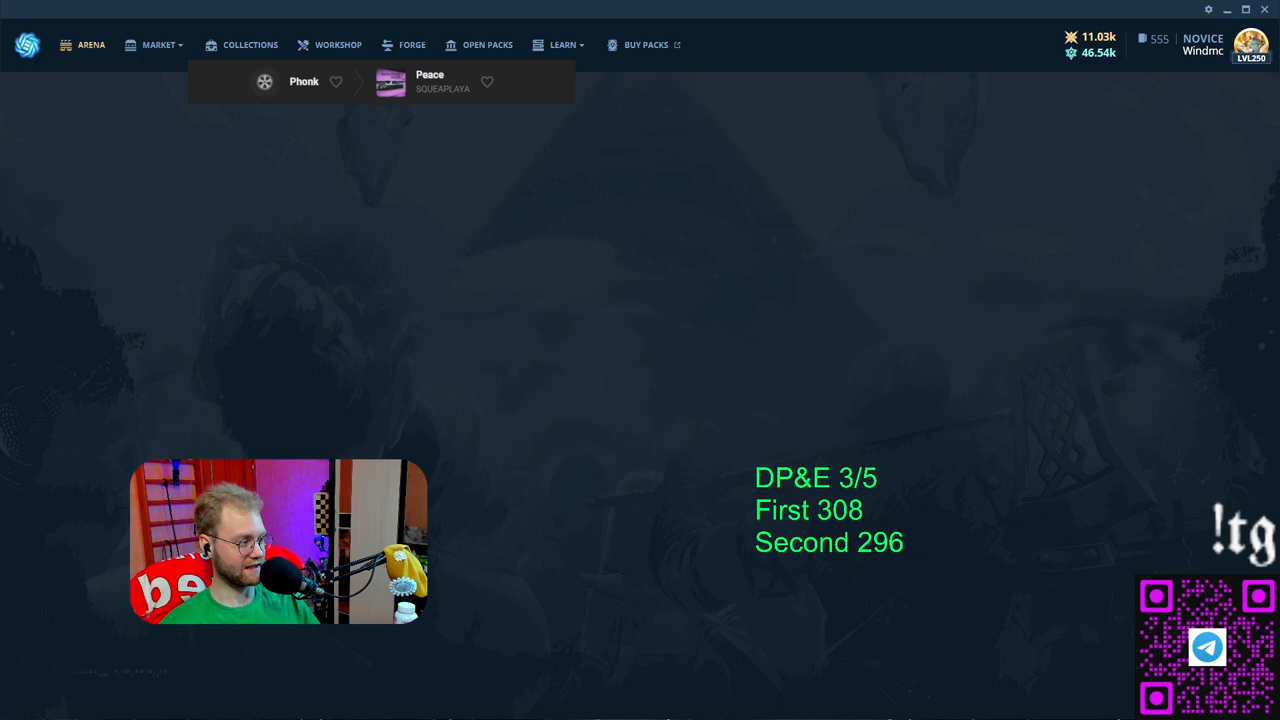 ARENA
MARKET
COLLECTIONS
WORKSHOP
FORGE
OPEN PACKS
LEARN
BUY PACKS
11.03k
46.54k
555
NOVICE
Windmc
LVL250
Phonk
Peace
SQUEAPLAYA
DP&E 3/5
First 308
Second 296
!tg